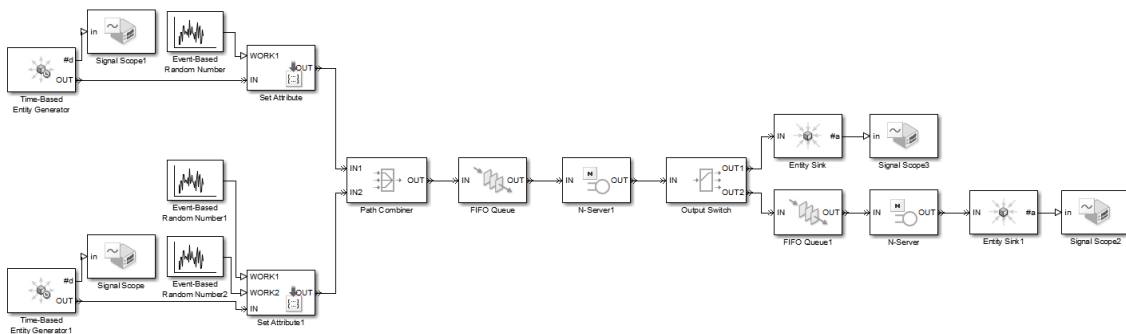 #d
OUT
Time-Based
Entity Generator
in
Signal Scope1
Event-Based
Random Number
WORK1
IN
OUT
Set Attribute
Event-Based
Random Number1
#d
OUT
Time-Based
Entity Generator1
in
Signal Scope
Event-Based
Random Number2
WORK1
WORK2
IN
OUT
Set Attribute1
IN1
IN2
OUT
Path Combiner
IN
OUT
FIFO Queue
N
IN
OUT
N-Server1
IN
OUT1
OUT2
Output Switch
IN
#a
Entity Sink
in
Signal Scope3
IN
OUT
FIFO Queue1
N
IN
OUT
N-Server
IN
#a
Entity Sink1
in
Signal Scope2